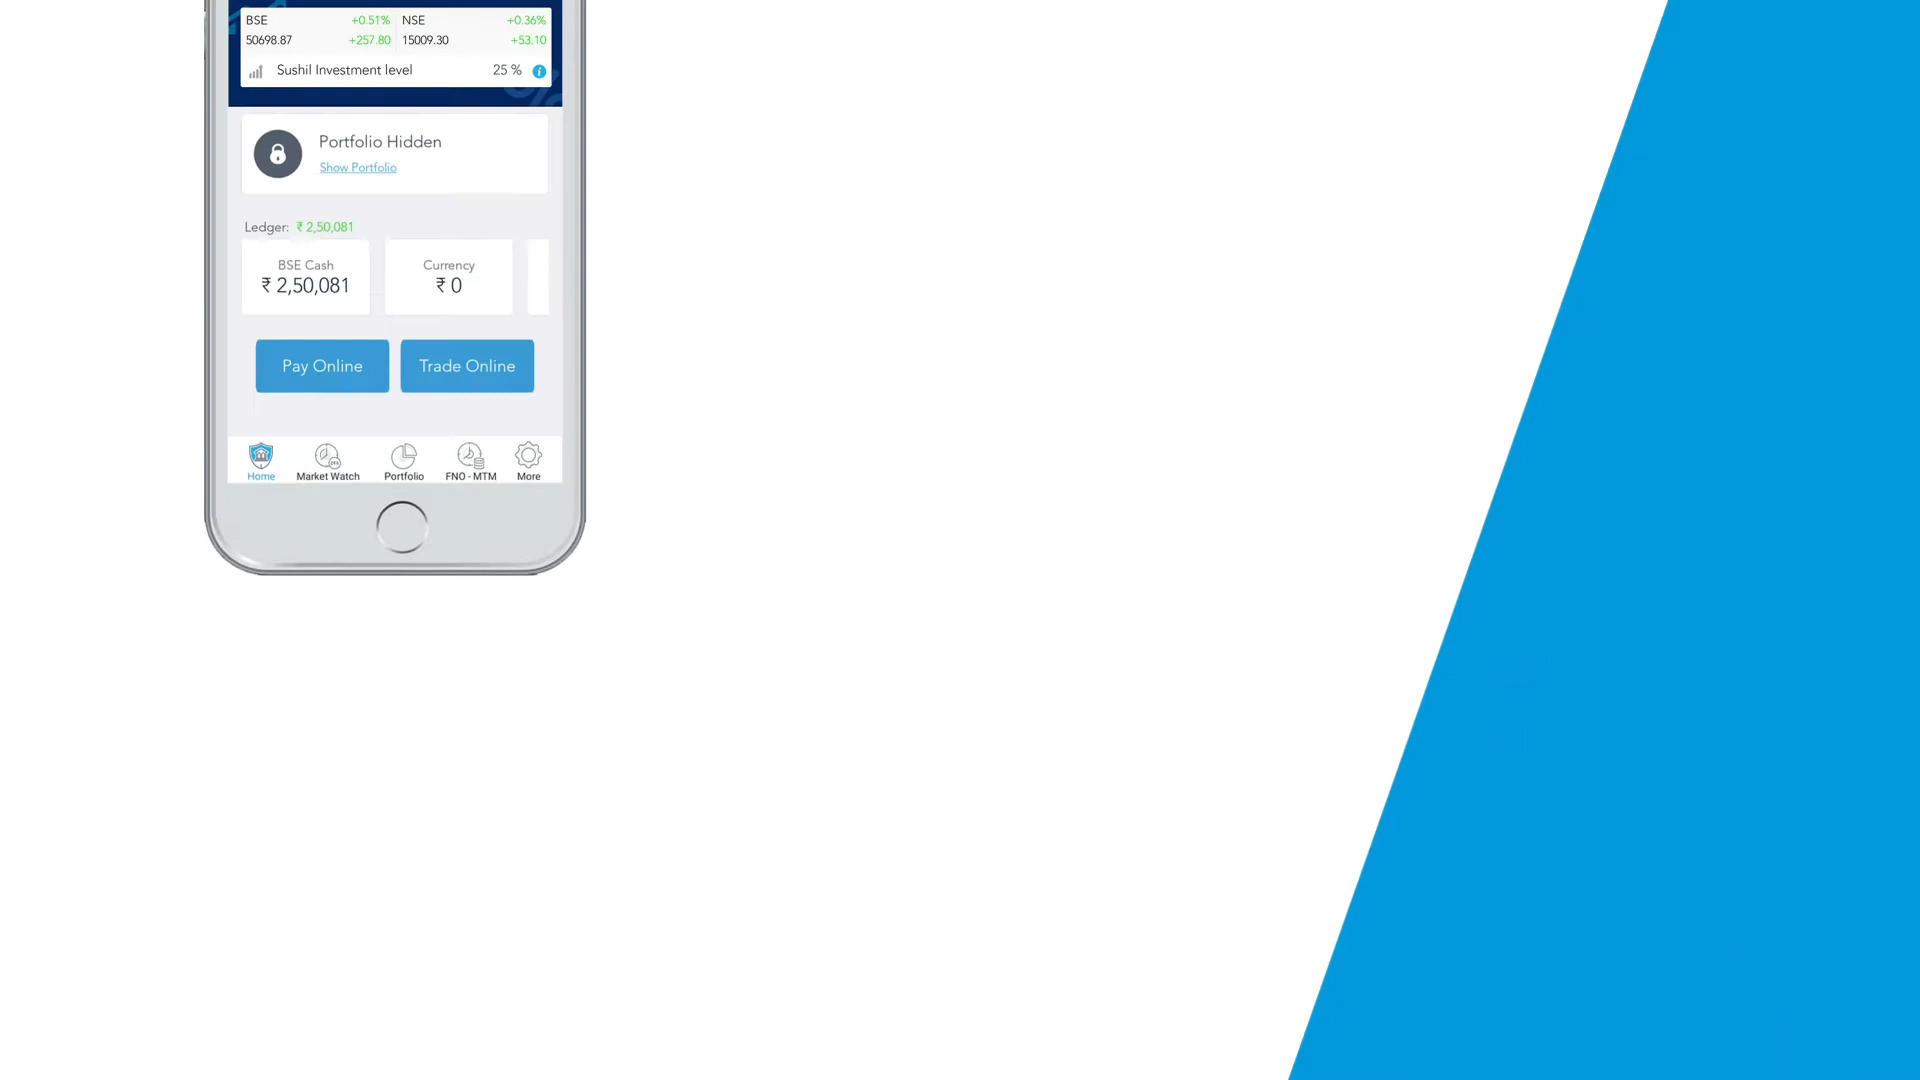 BSE +0.51% NSE +0.36%
50698.87 +257.80 15009.30 +53.10
Sushil Investment level 25 %
Portfolio Hidden
Show Portfolio
Ledger: ₹ 2,50,081
BSE Cash Currency
₹ 2,50,081 ₹ 0
Pay Online Trade Online
Home Market Watch Portfolio FNO - MTM More